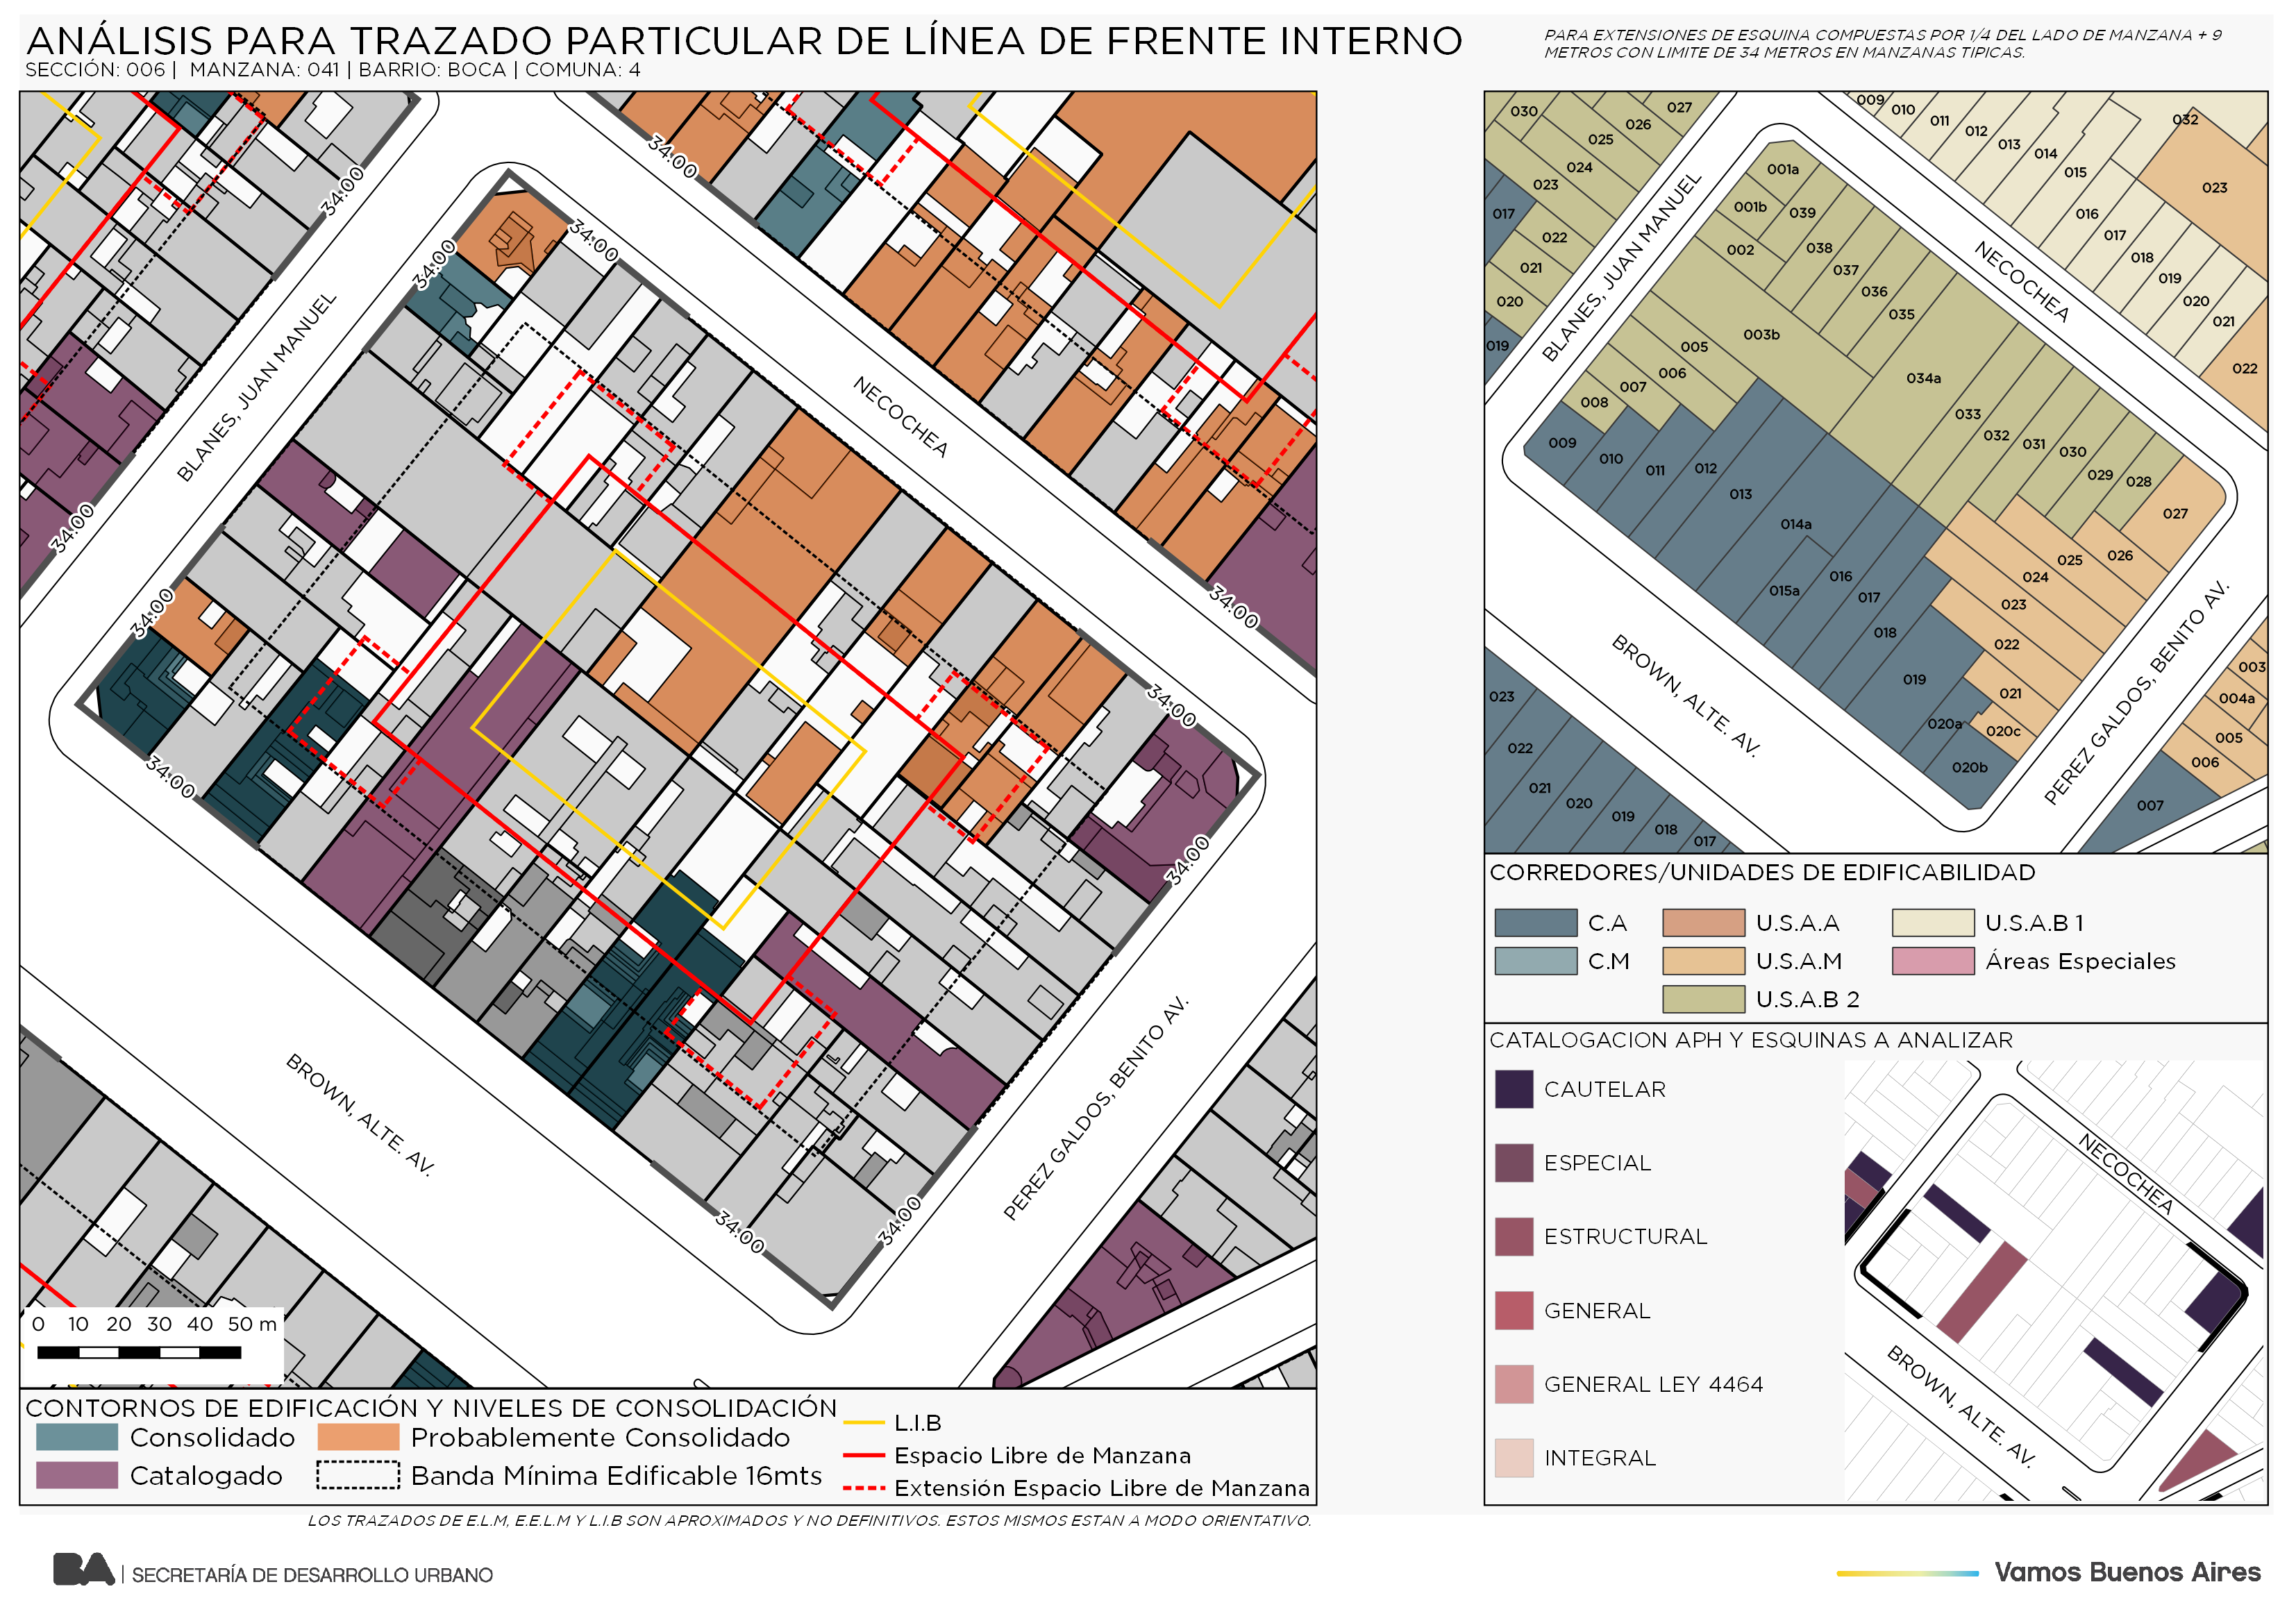 ANÁLISIS PARA TRAZADO PARTICULAR DE LÍNEA DE FRENTE INTERNO
SECCIÓN: 006 | MANZANA: 041 | BARRIO: BOCA | COMUNA: 4
PARA EXTENSIONES DE ESQUINA COMPUESTAS POR 1/4 DEL LADO DE MANZANA + 9
METROS CON LIMITE DE 34 METROS EN MANZANAS TIPICAS.
34:00
34:00
34:00
34:00
BLANES, JUAN MANUEL
NECOCHEA
34:00
34:00
34:00
34:00
34:00
34:00
BROWN, ALTE. AV.
PEREZ GALDOS, BENITO AV.
34:00
34:00
0 10 20 30 40 50 m
CONTORNOS DE EDIFICACIÓN Y NIVELES DE CONSOLIDACIÓN
Consolidado
Probablemente Consolidado
Catalogado
Banda Mínima Edificable 16mts
L.I.B
Espacio Libre de Manzana
Extensión Espacio Libre de Manzana
LOS TRAZADOS DE E.L.M, E.E.L.M Y L.I.B SON APROXIMADOS Y NO DEFINITIVOS. ESTOS MISMOS ESTAN A MODO ORIENTATIVO.
030
027
026
025
024
023
017
022
021
020
019
009
010
011
012
013
014
015
032
023
016
017
018
019
020
021
022
BLANES, JUAN MANUEL
NECOCHEA
001a
001b
039
002
038
037
036
035
003b
034a
005
006
007
008
033
032
031
030
029
028
027
009
010
011
012
013
014a
015a
016
017
018
019
020a
020b
020c
021
022
023
024
025
026
BROWN, ALTE. AV.
PEREZ GALDOS, BENITO AV.
023
022
021
020
019
018
017
003
004a
005
006
007
CORREDORES/UNIDADES DE EDIFICABILIDAD
C.A
U.S.A.A
U.S.A.B 1
C.M
U.S.A.M
Áreas Especiales
U.S.A.B 2
CATALOGACION APH Y ESQUINAS A ANALIZAR
CAUTELAR
ESPECIAL
ESTRUCTURAL
GENERAL
GENERAL LEY 4464
INTEGRAL
NECOCHEA
BROWN, ALTE. AV.
BA | SECRETARÍA DE DESARROLLO URBANO
Vamos Buenos Aires